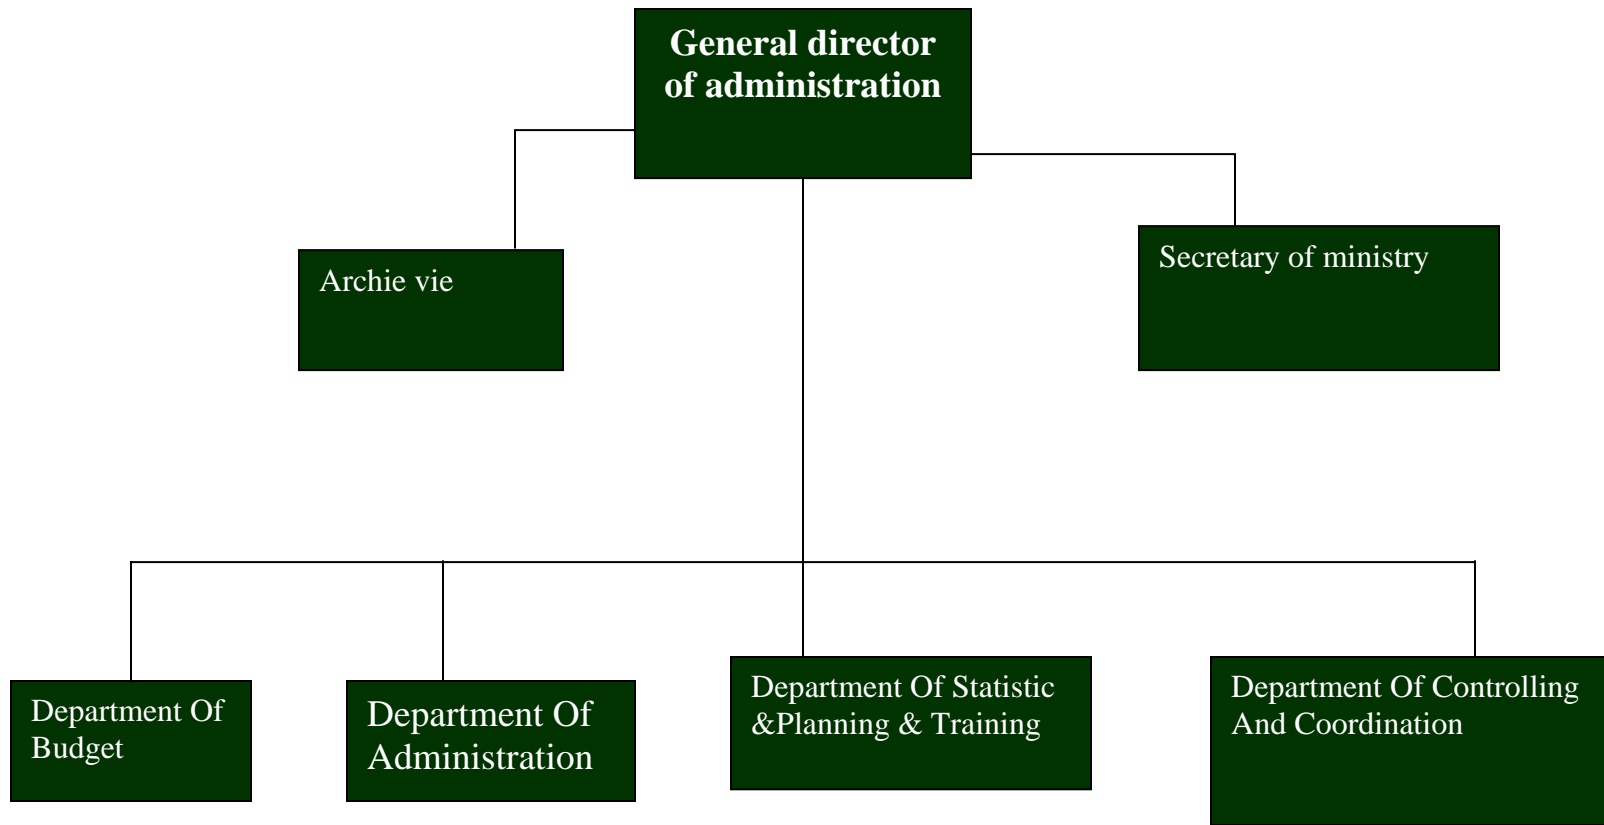 General director
of administration
Archie vie
Secretary of ministry
Department Of
Budget
Department Of
Administration
Department Of Statistic
&Planning & Training
Department Of Controlling
And Coordination